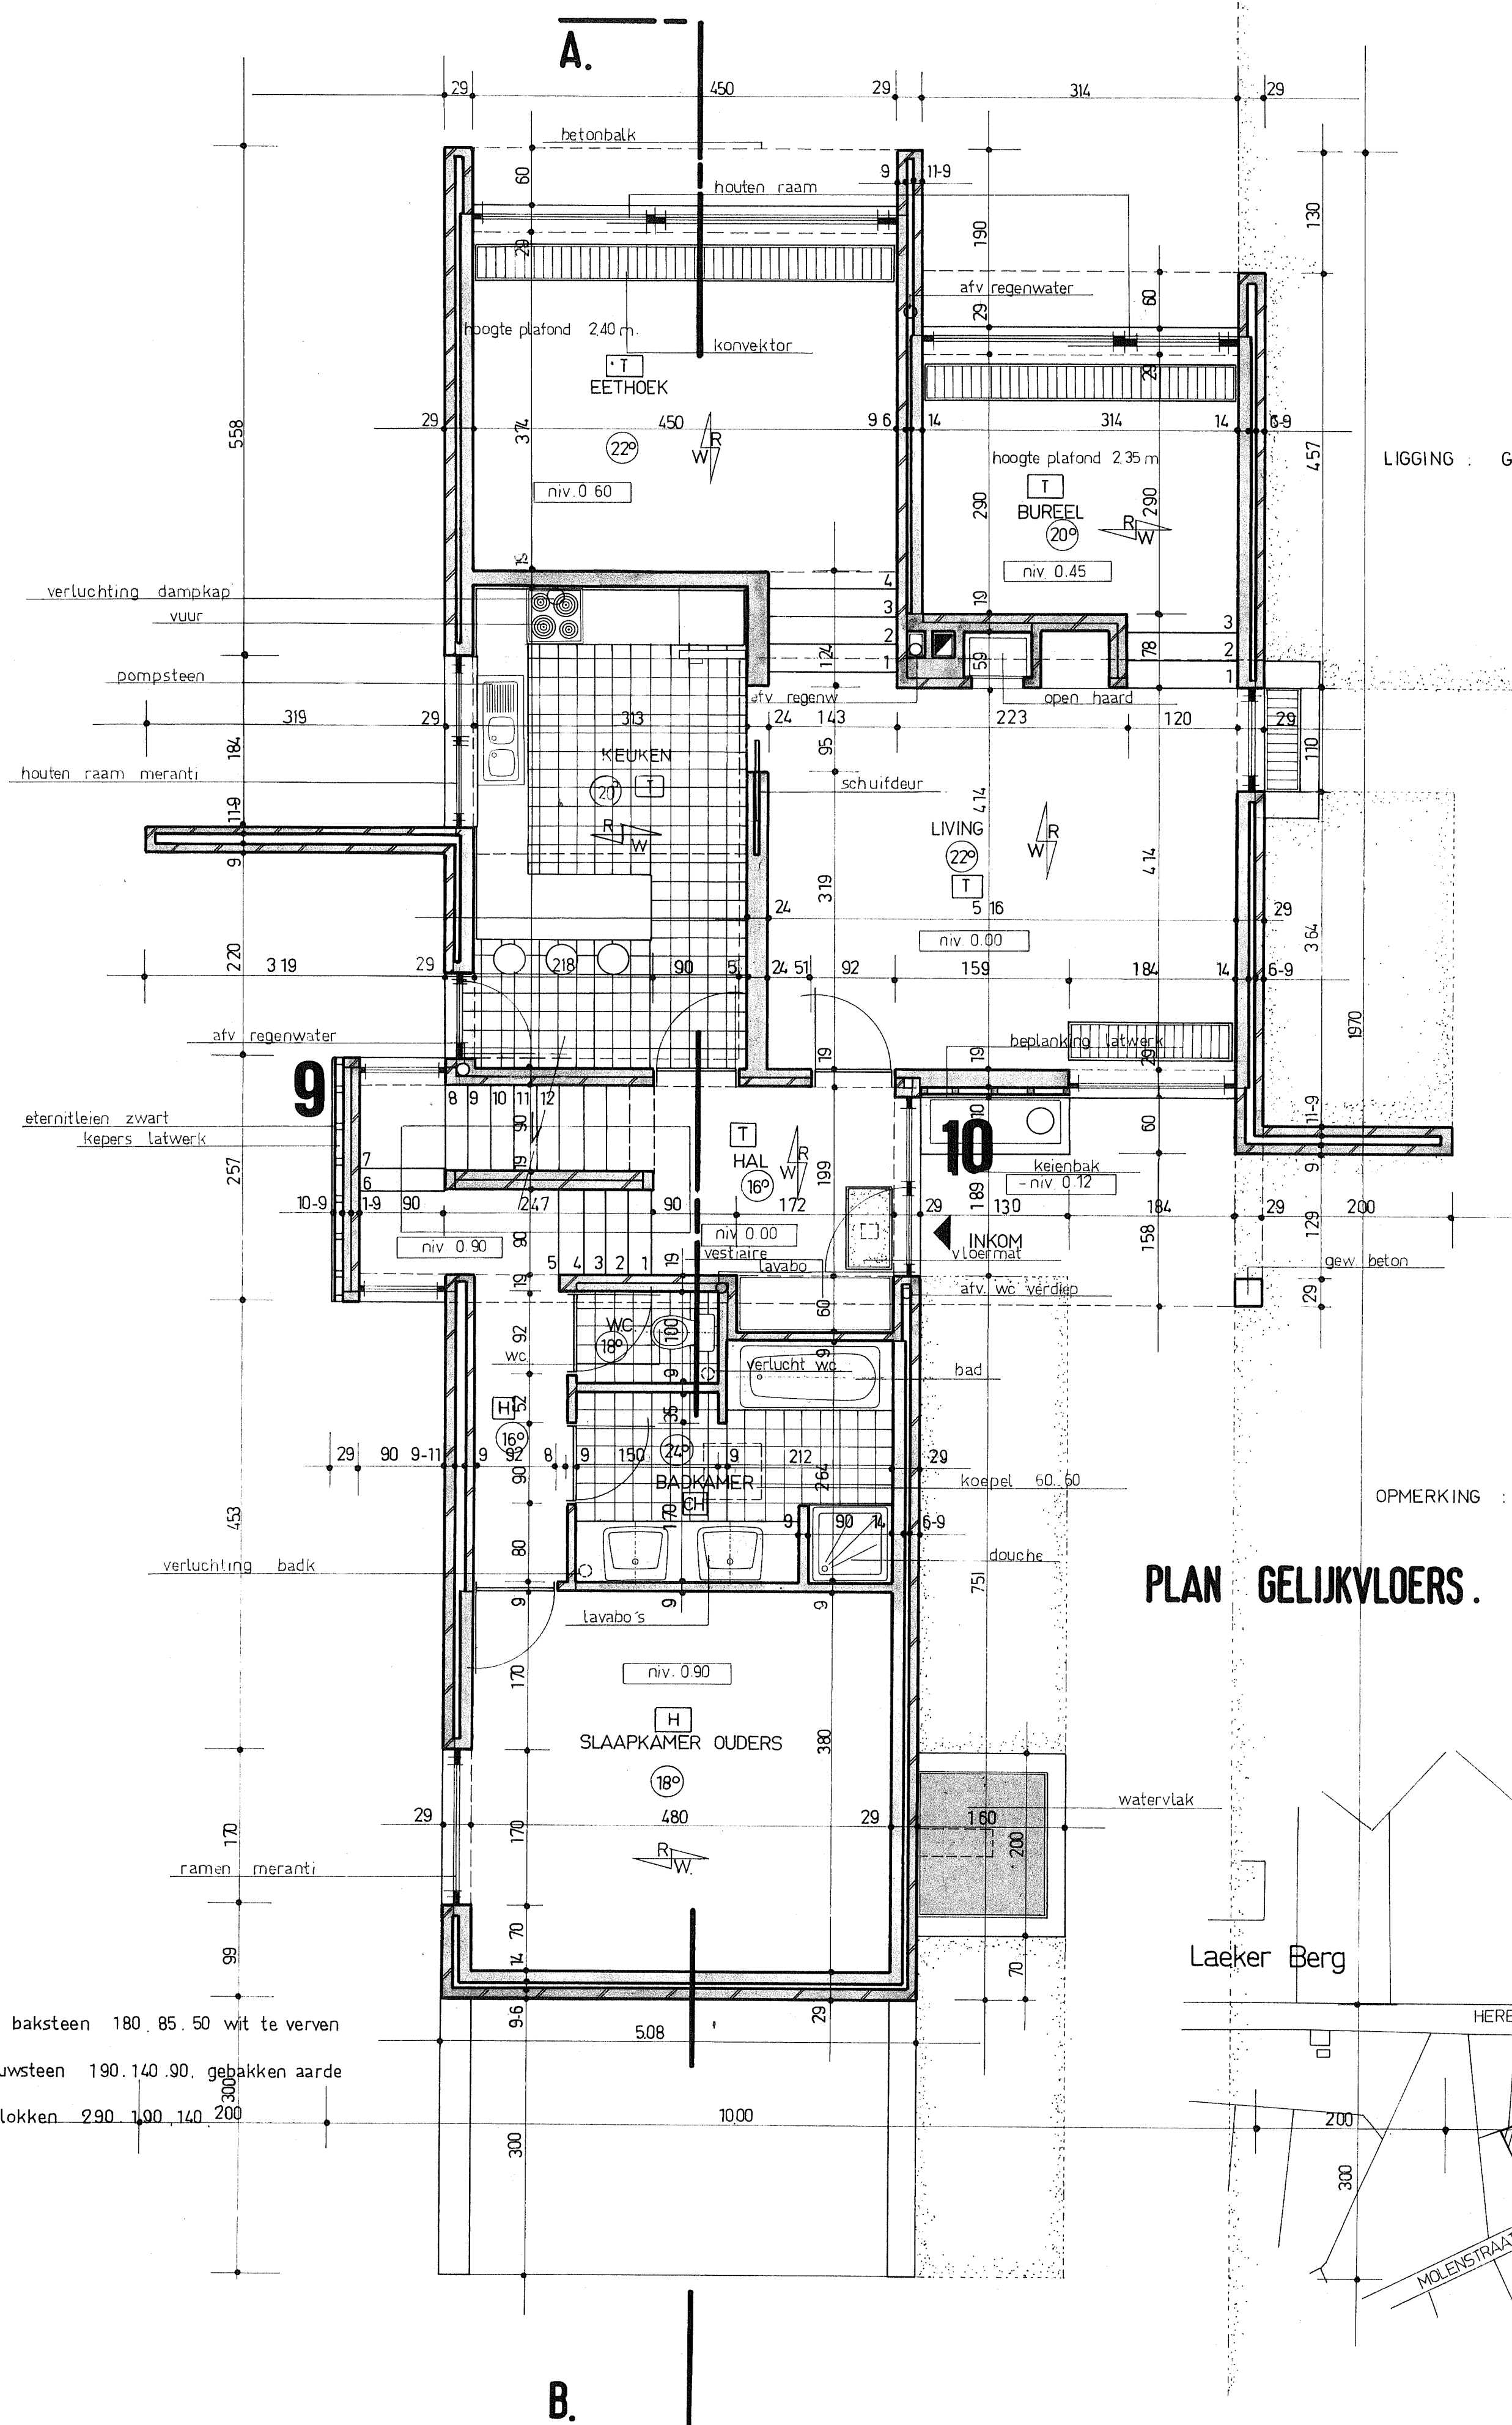 A.
29 450 29 314 29
betonbalk
60
9 11-9
houten raam
130
190
29
afv regenwater
60
29
hoogte plafond 2,40 m.
konvektor
T
EETHOEK
29
558
29 374 450 9 6 14 314 14 6-9
R
W
22°
457
LIGGING : G
hoogte plafond 2.35 m
T
niv. 0 60
290
BUREEL
290
20°
R
W
niv. 0.45
verluchting dampkap
4
19
vuur
3
3
2
124
2
59
78
1
1
pompsteen
afv regenw
open haard
319 29 313 24 143 223 120 29
184
KEUKEN
95
110
houten raam meranti
20°
T
schuifdeur
4.14
11-9
R
W
LIVING
R
W
9
22°
4.14
T
319
24
5 16
29
niv. 0.00
3 64
220
3 19 29 218 90 5 24 51 92 159 184 14 6-9
afv regenwater
1970
19
19
beplanking latwerk
29
9
8 9 10 11 12
eternitleien zwart
90
10
10
60
11-9
kepers latwerk
T
HAL
R
W
257
7
19
199
keienbak
9
6
16°
- niv. 0.12
10-9 1-9 90 247 90 172 29 130 184 29 200
189
niv 0.90
90
niv 0.00
INKOM
158
129
vestiaire
vloermat
5 4 3 2 1
19
lavabo
gew beton
19
60
afv. wc verdiep
29
92
WC.
100
18°
9
wc
9
verlucht wc
bad
H
52
35
16°
24°
29 90 9-11 9 92 8 9 150 9 212 29
90
264
BADKAMER
koepel 60..60
CH
OPMERKING :
453
170
9 90 14 6-9
80
douche
verluchting badk
751
PLAN GELIJKVLOERS.
9
9
9
lavabo's
niv. 0.90
170
H
SLAAPKAMER OUDERS
380
18°
watervlak
170
29 170 480 29 1.60
200
R
W.
ramen meranti
70
99
14
70
Laeker Berg
9-6
29
HERE
baksteen 180 . 85 . 50 wit te verven
5.08
uwsteen 190.140.90. gebakken aarde
300
lokken 290.190.140.
200
10.00
200
300
300
MOLENSTRAAT
B.